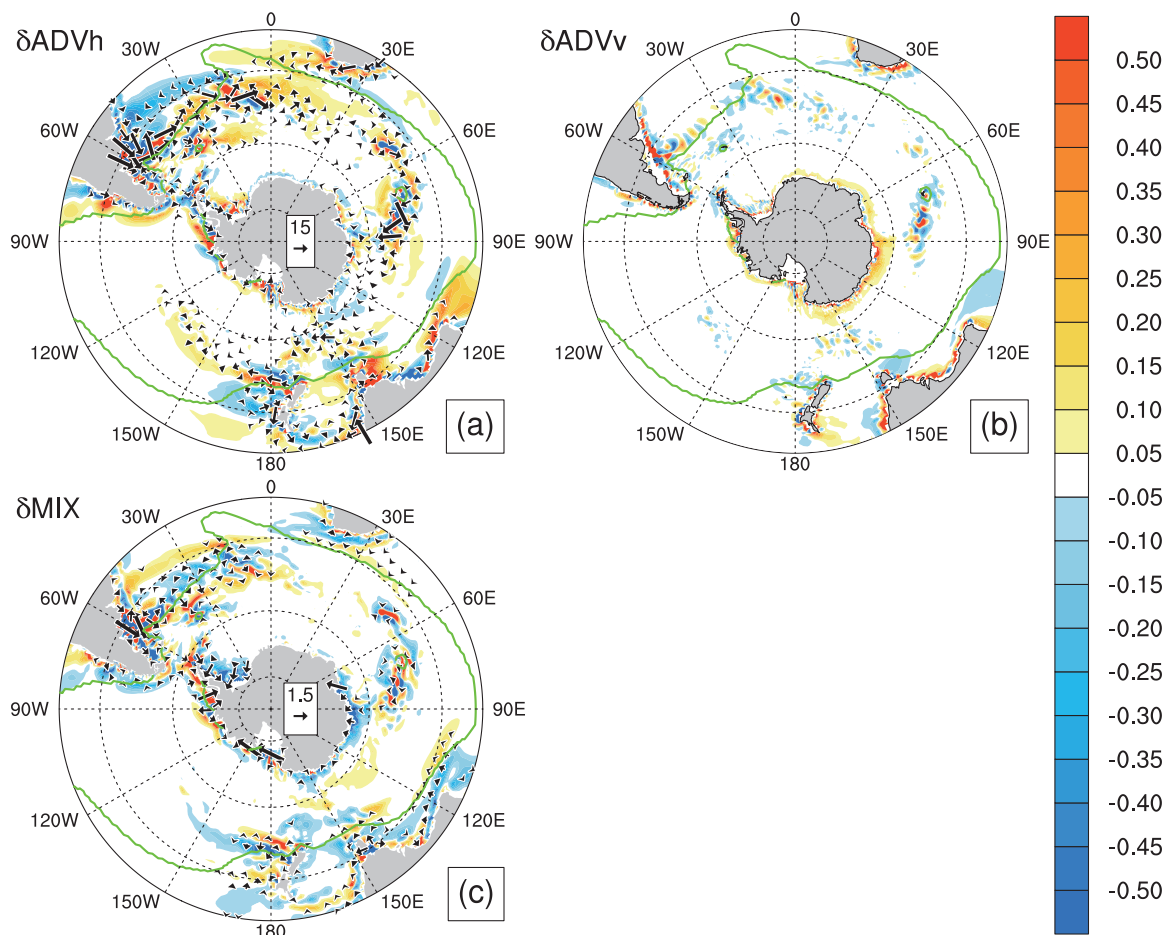 δADVh
0
30E
60E
90E
120E
150E
180
150W
120W
90W
60W
30W
15
(a)
δADVv
0
30E
60E
90E
120E
150E
180
150W
120W
90W
60W
30W
(b)
δMIX
0
30E
60E
90E
120E
150E
180
150W
120W
90W
60W
30W
1.5
(c)
0.50
0.45
0.40
0.35
0.30
0.25
0.20
0.15
0.10
0.05
-0.05
-0.10
-0.15
-0.20
-0.25
-0.30
-0.35
-0.40
-0.45
-0.50